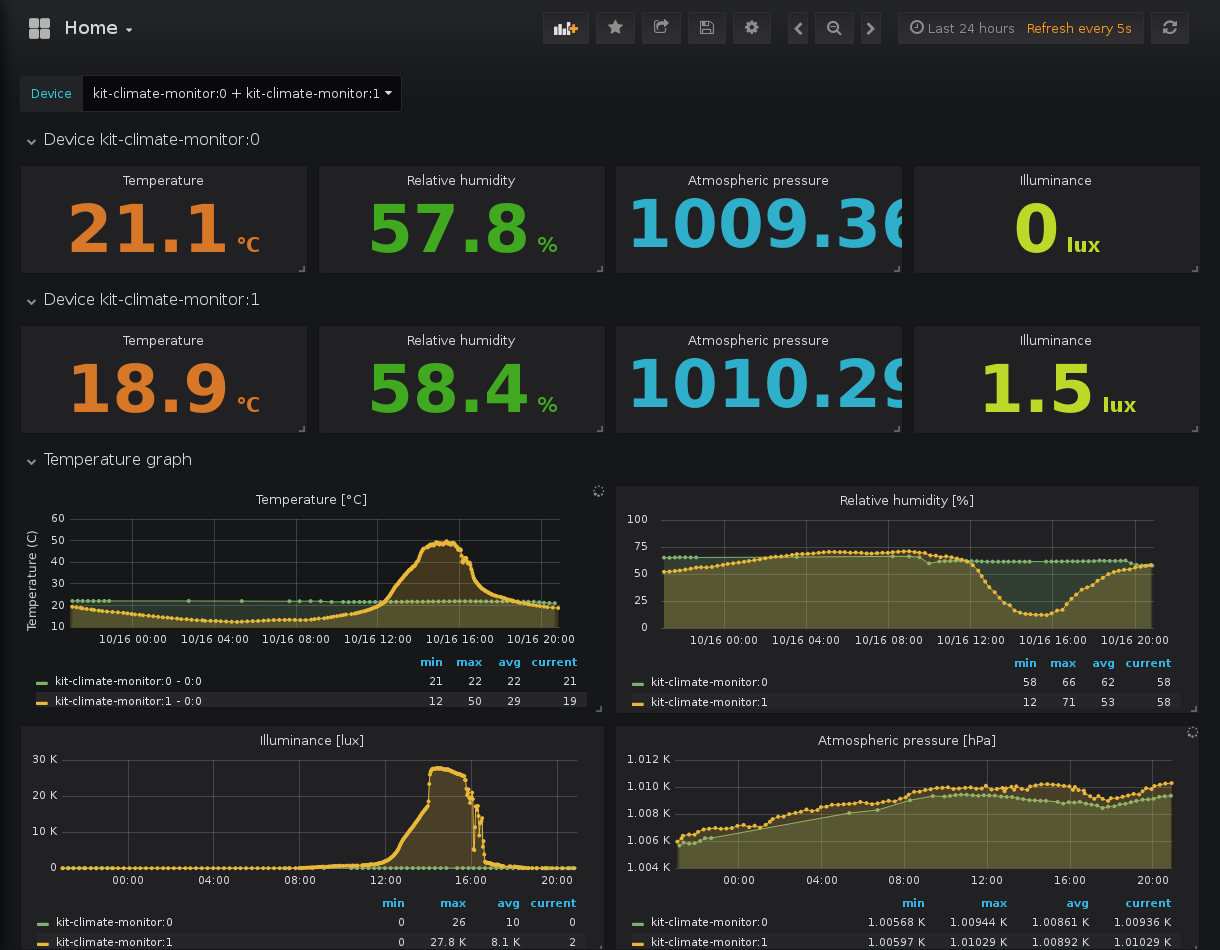 Home
Last 24 hours Refresh every 5s
Device kit-climate-monitor:0 + kit-climate-monitor:1
Device kit-climate-monitor:0
Temperature Relative humidity Atmospheric pressure Illuminance
21.1 °C 57.8 % 1009.36 0 lux
Device kit-climate-monitor:1
Temperature Relative humidity Atmospheric pressure Illuminance
18.9 °C 58.4 % 1010.29 1.5 lux
Temperature graph
Temperature [°C]
Temperature (C)
60
50
40
30
20
10
10/16 00:00 10/16 04:00 10/16 08:00 10/16 12:00 10/16 16:00 10/16 20:00
min max avg current
kit-climate-monitor:0 - 0:0 21 22 22 21
kit-climate-monitor:1 - 0:0 12 50 29 19
Relative humidity [%]
100
75
50
25
0
10/16 00:00 10/16 04:00 10/16 08:00 10/16 12:00 10/16 16:00 10/16 20:00
min max avg current
kit-climate-monitor:0 58 66 62 58
kit-climate-monitor:1 12 71 53 58
Illuminance [lux]
30 K
20 K
10 K
0
00:00 04:00 08:00 12:00 16:00 20:00
min max avg current
kit-climate-monitor:0 0 26 10 0
kit-climate-monitor:1 0 27.8 K 8.1 K 2
Atmospheric pressure [hPa]
1.012 K
1.010 K
1.008 K
1.006 K
1.004 K
00:00 04:00 08:00 12:00 16:00 20:00
min max avg current
kit-climate-monitor:0 1.00568 K 1.00944 K 1.00861 K 1.00936 K
kit-climate-monitor:1 1.00597 K 1.01029 K 1.00892 K 1.01029 K